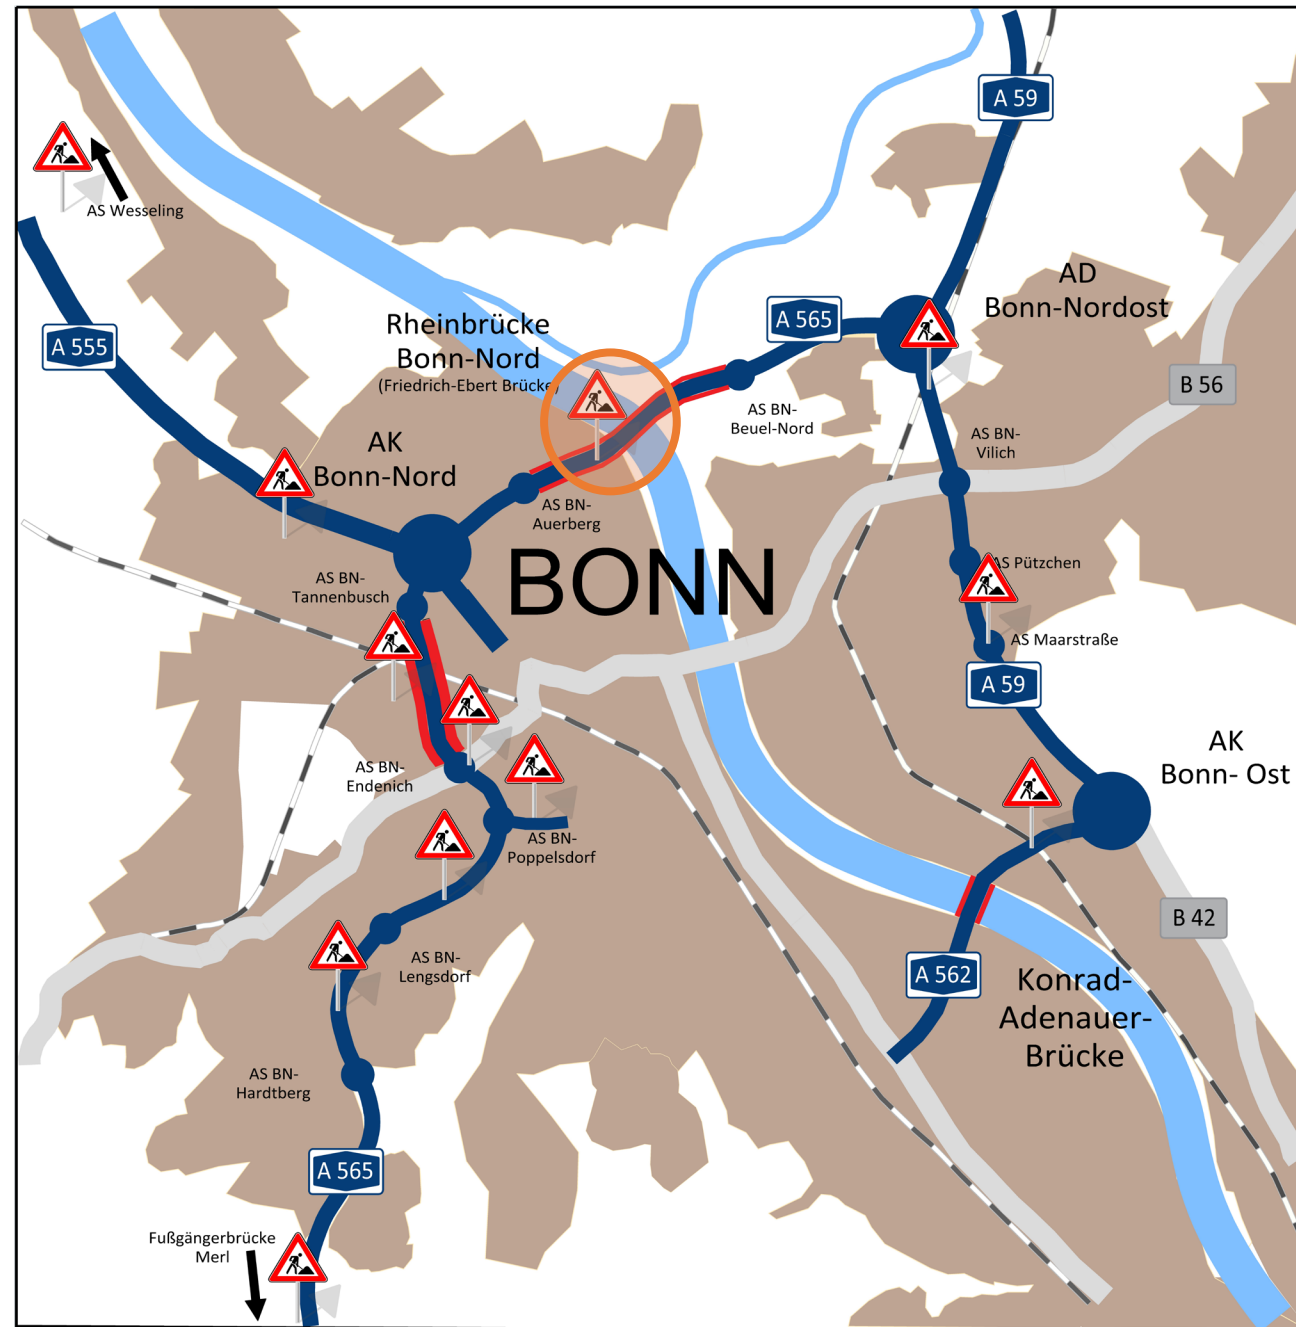 A 59
AS Wesseling
AD
Bonn-Nordost
A 565
Rheinbrücke
Bonn-Nord
(Friedrich-Ebert Brücke)
A 555
B 56
AS BN-
Beuel-Nord
AK
Bonn-Nord
AS BN-
Vilich
AS BN-
Auerberg
BONN
AS Pützchen
AS BN-
Tannenbusch
AS Maarstraße
A 59
AK
Bonn- Ost
AS BN-
Endenich
AS BN-
Poppelsdorf
B 42
AS BN-
Lengsdorf
A 562
Konrad-
Adenauer-
Brücke
AS BN-
Hardtberg
A 565
Fußgängerbrücke
Merl